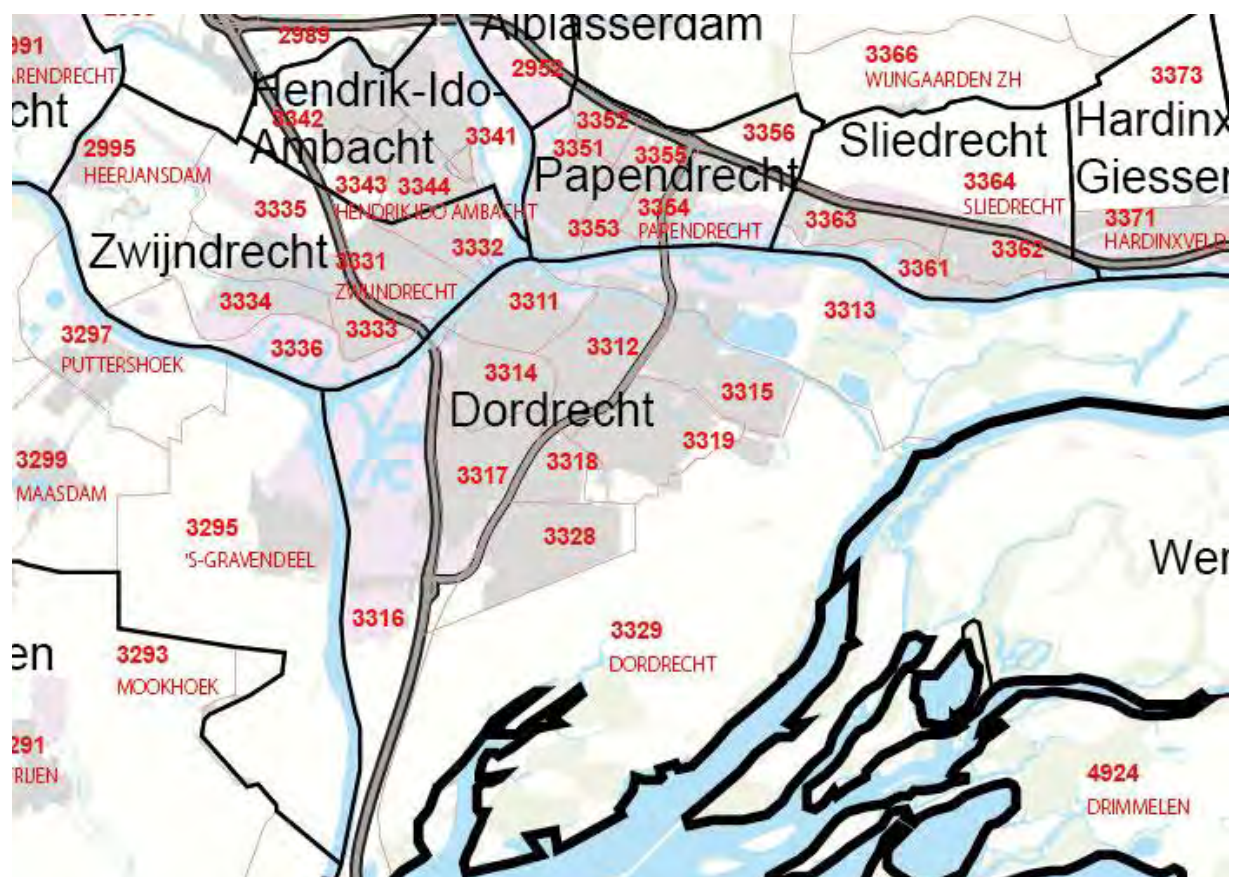 2989
Alblasserdam
991
ARENDRECHT
cht
2952
3366
WIJNGAARDEN ZH
3373
Hendrik-Ido-
Ambacht
3342
3341
3352
3351
3355
3356
Papendrecht
Sliedrecht
Hardinx
Giesser
2995
HEERJANSDAM
3343
3344
HENDRIK IDO AMBACHT
3335
3353
3354
PAPENDRECHT
3364
SLIEDRECHT
3363
3371
HARDINXVELD
Zwijndrecht
3332
3331
ZWIJNDRECHT
3361
3362
3334
3333
3311
3313
3297
PUTTERSHOEK
3336
3312
3314
3315
Dordrecht
3319
3299
MAASDAM
3317
3318
3295
'S-GRAVENDEEL
3328
Wer
3316
3329
DORDRECHT
en
3293
MOOKHOEK
291
TRIJEN
4924
DRIMMELEN